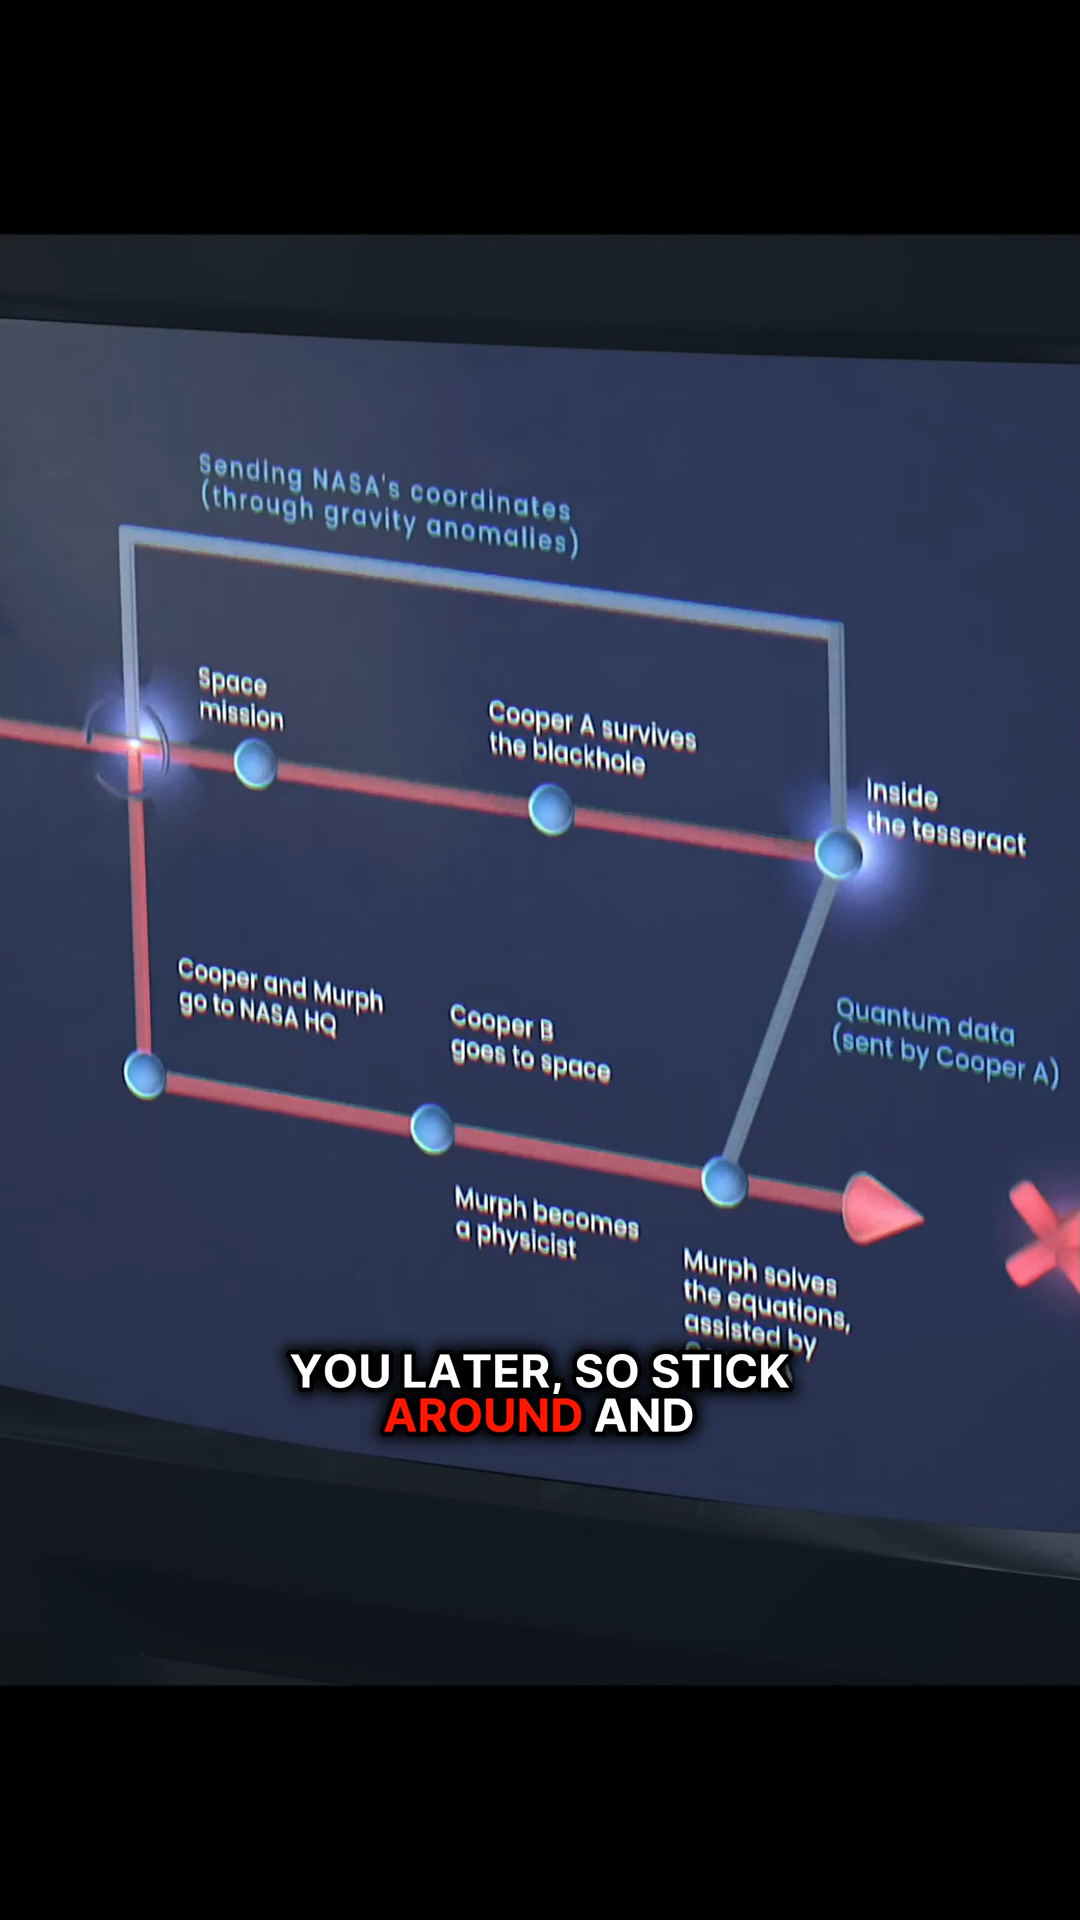 Sending NASA's coordinates
(through gravity anomalies)
Space
mission
Cooper A survives
the blackhole
Inside
the tesseract
Cooper and Murph
go to NASA HQ
Cooper B
goes to space
Quantum data
(sent by Cooper A)
Murph becomes
a physicist
Murph solves
the equations,
assisted by
YOU LATER, SO STICK
AROUND AND